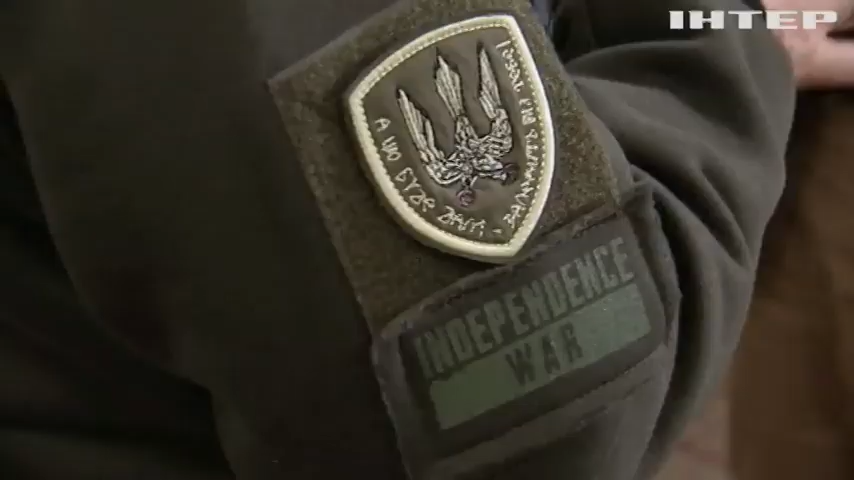 ІНТЕР
А ЩО БУДЕ ДАЛІ -
INDEPENDENCE
WAR